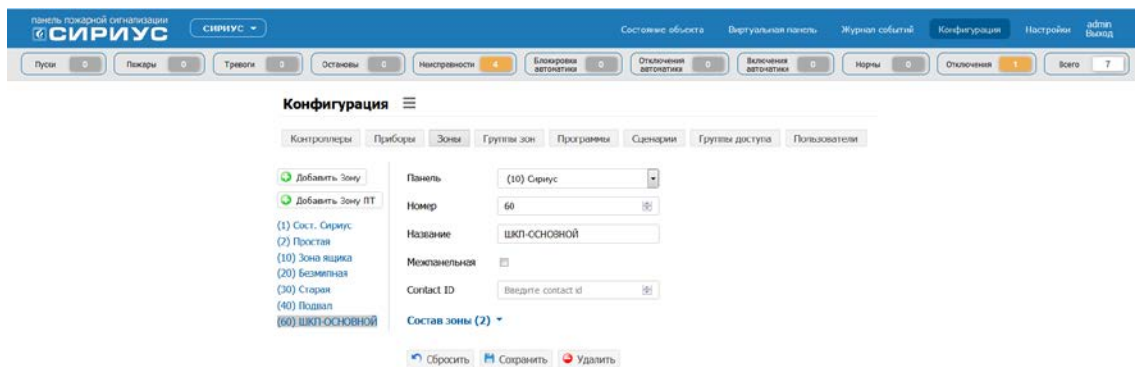 панель пожарной сигнализации
СИРИУС
СИРИУС
Состояние объекта Виртуальная панель Журнал событий Конфигурация Настройки admin
Выход
Пуски 0 Пожары 0 Тревоги 0 Остановы 0 Неисправности 4 Блокировка автоматики 0 Отключения автоматики 0 Включения автоматики 0 Нормы 0 Отключения 1 Всего 7
Конфигурация
Контроллеры Приборы Зоны Группы зон Программы Сценарии Группы доступа Пользователи
Добавить Зону
Добавить Зону ПТ
(1) Сост. Сириус
(2) Простая
(10) Зона ящика
(20) Безмипная
(30) Старая
(40) Подвал
(60) ШКП-ОСНОВНОЙ
Панель (10) Сириус
Номер 60
Название ШКП-ОСНОВНОЙ
Межпанельная
Contact ID Введите contact id
Состав зоны (2)
Сбросить Сохранить Удалить